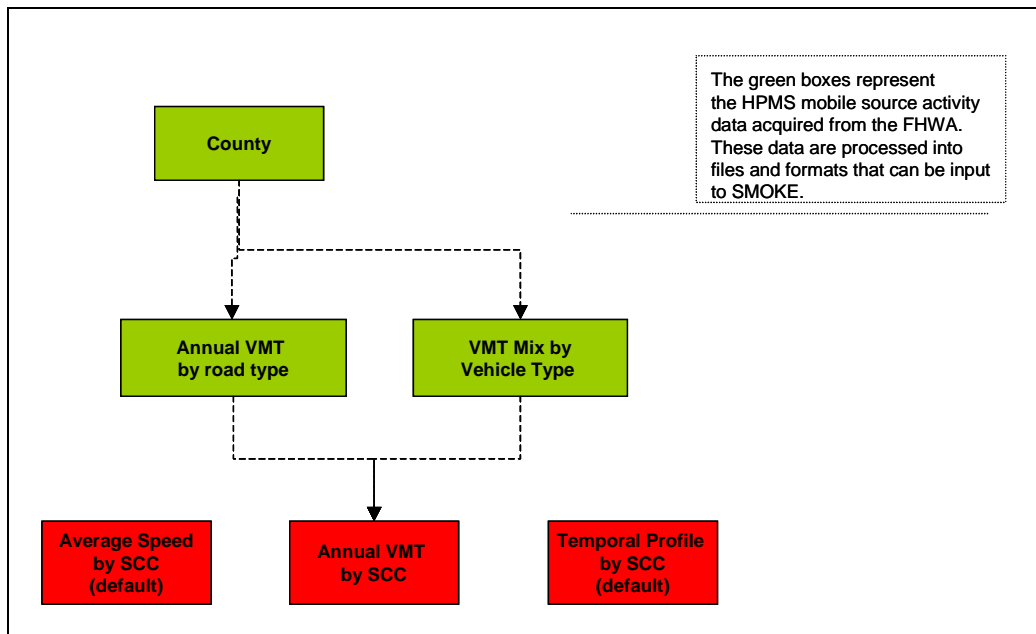 The green boxes represent
the HPMS mobile source activity
data acquired from the FHWA.
These data are processed into
files and formats that can be input
to SMOKE.
County
Annual VMT
by road type
VMT Mix by
Vehicle Type
Average Speed
by SCC
(default)
Annual VMT
by SCC
Temporal Profile
by SCC
(default)